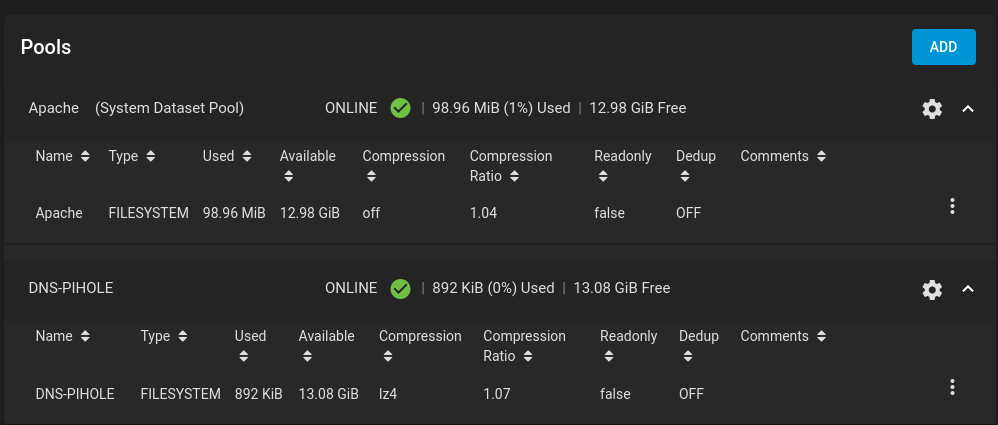 Pools
ADD
Apache (System Dataset Pool) ONLINE | 98.96 MiB (1%) Used | 12.98 GiB Free
Name Type Used Available Compression Compression Ratio Readonly Dedup Comments
Apache FILESYSTEM 98.96 MiB 12.98 GiB off 1.04 false OFF
DNS-PIHOLE ONLINE | 892 KiB (0%) Used | 13.08 GiB Free
Name Type Used Available Compression Compression Ratio Readonly Dedup Comments
DNS-PIHOLE FILESYSTEM 892 KiB 13.08 GiB lz4 1.07 false OFF